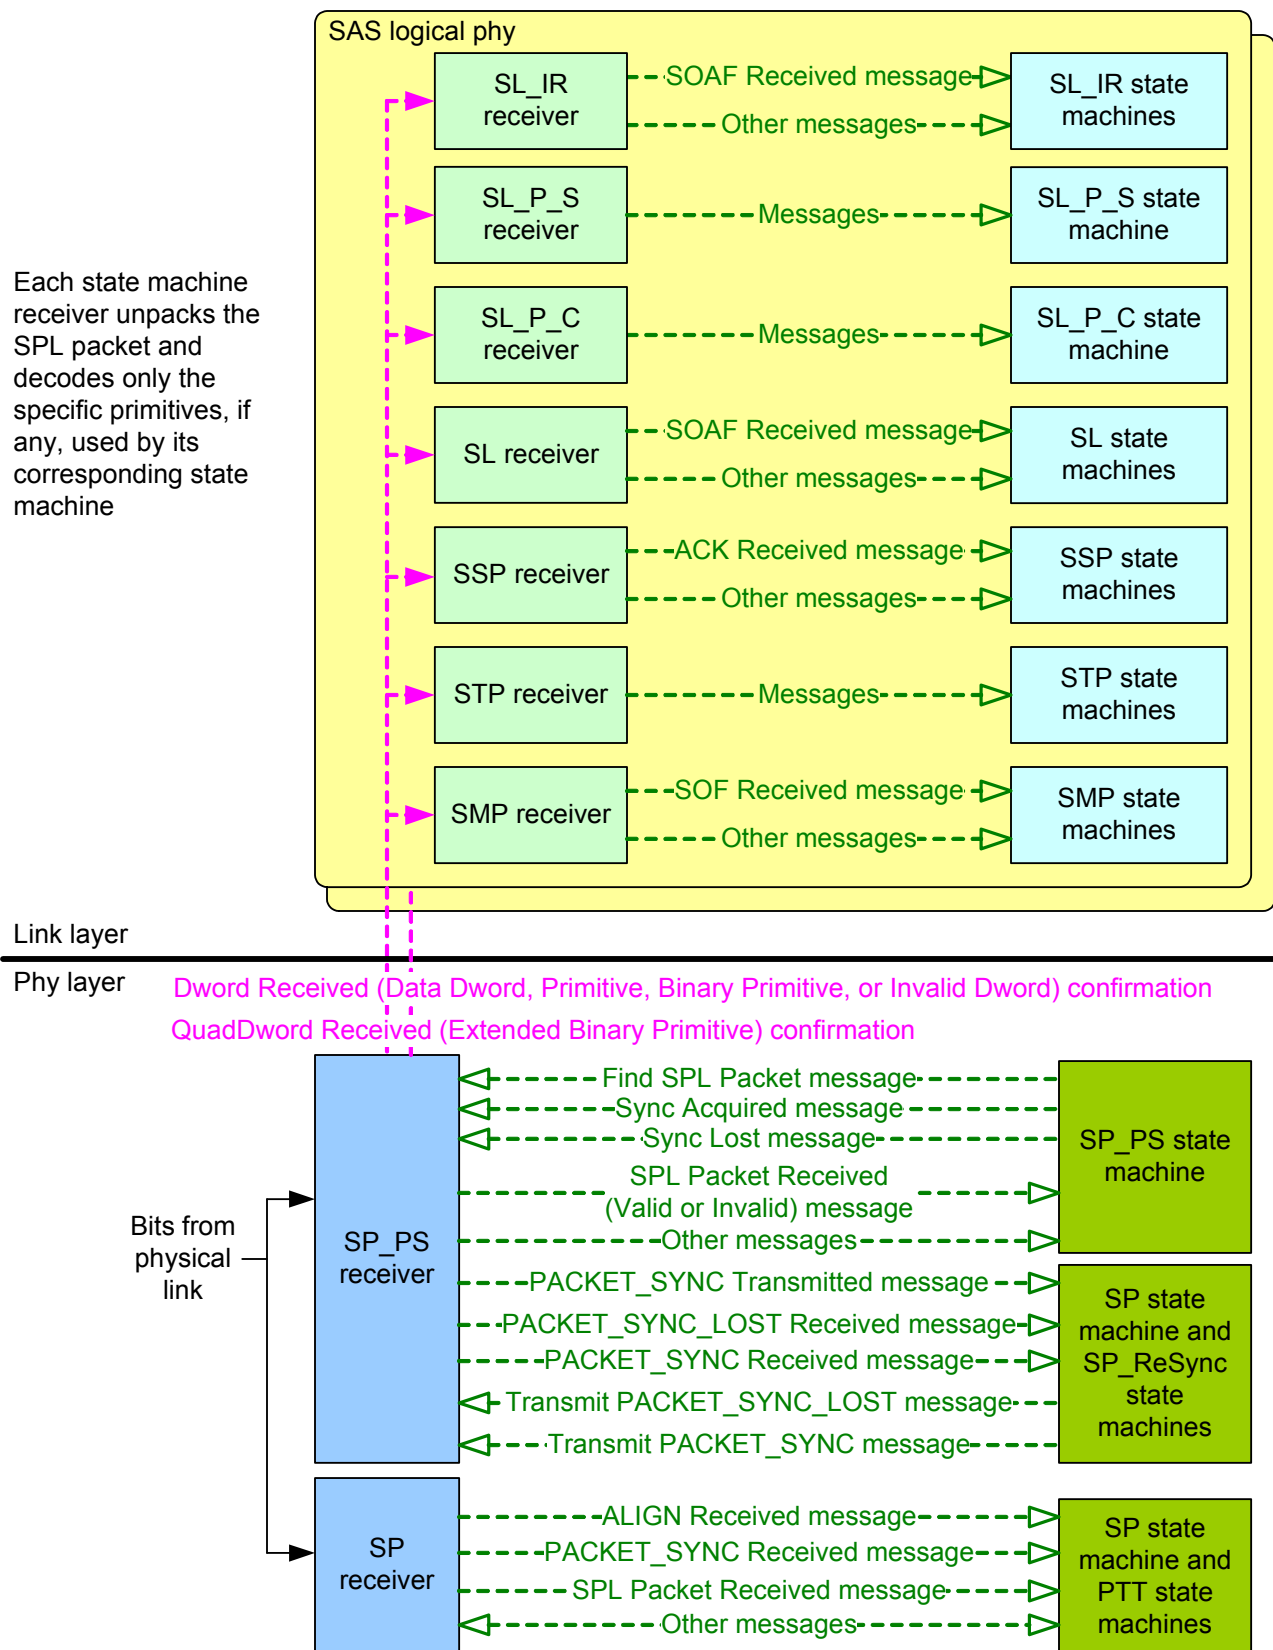 SAS logical phy
SL_IR
receiver
SOAF Received message
Other messages
SL_IR state
machines
SL_P_S
receiver
Messages
SL_P_S state
machine
Each state machine
receiver unpacks the
SPL packet and
decodes only the
specific primitives, if
any, used by its
corresponding state
machine
SL_P_C
receiver
Messages
SL_P_C state
machine
SL receiver
SOAF Received message
Other messages
SL state
machines
SSP receiver
ACK Received message
Other messages
SSP state
machines
STP receiver
Messages
STP state
machines
SMP receiver
SOF Received message
Other messages
SMP state
machines
Link layer
Phy layer
Dword Received (Data Dword, Primitive, Binary Primitive, or Invalid Dword) confirmation
QuadDword Received (Extended Binary Primitive) confirmation
Bits from
physical
link
SP_PS
receiver
Find SPL Packet message
Sync Acquired message
Sync Lost message
SPL Packet Received
(Valid or Invalid) message
Other messages
SP_PS state
machine
PACKET_SYNC Transmitted message
PACKET_SYNC_LOST Received message
PACKET_SYNC Received message
Transmit PACKET_SYNC_LOST message
Transmit PACKET_SYNC message
SP state
machine and
SP_ReSync
state
machines
SP
receiver
ALIGN Received message
PACKET_SYNC Received message
SPL Packet Received message
Other messages
SP state
machine and
PTT state
machines